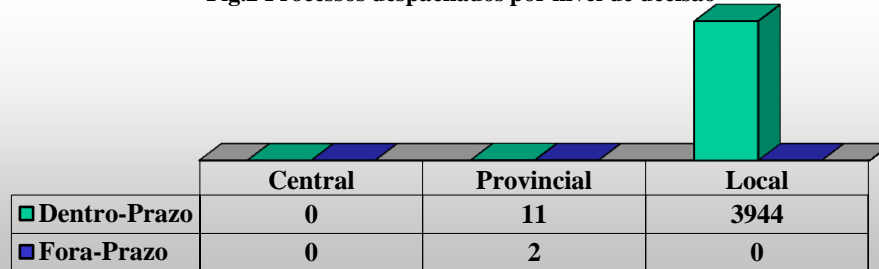 Fig.2 Processos despachados por nível de decisão
Central Provincial Local
Dentro-Prazo 0 11 3944
Fora-Prazo 0 2 0